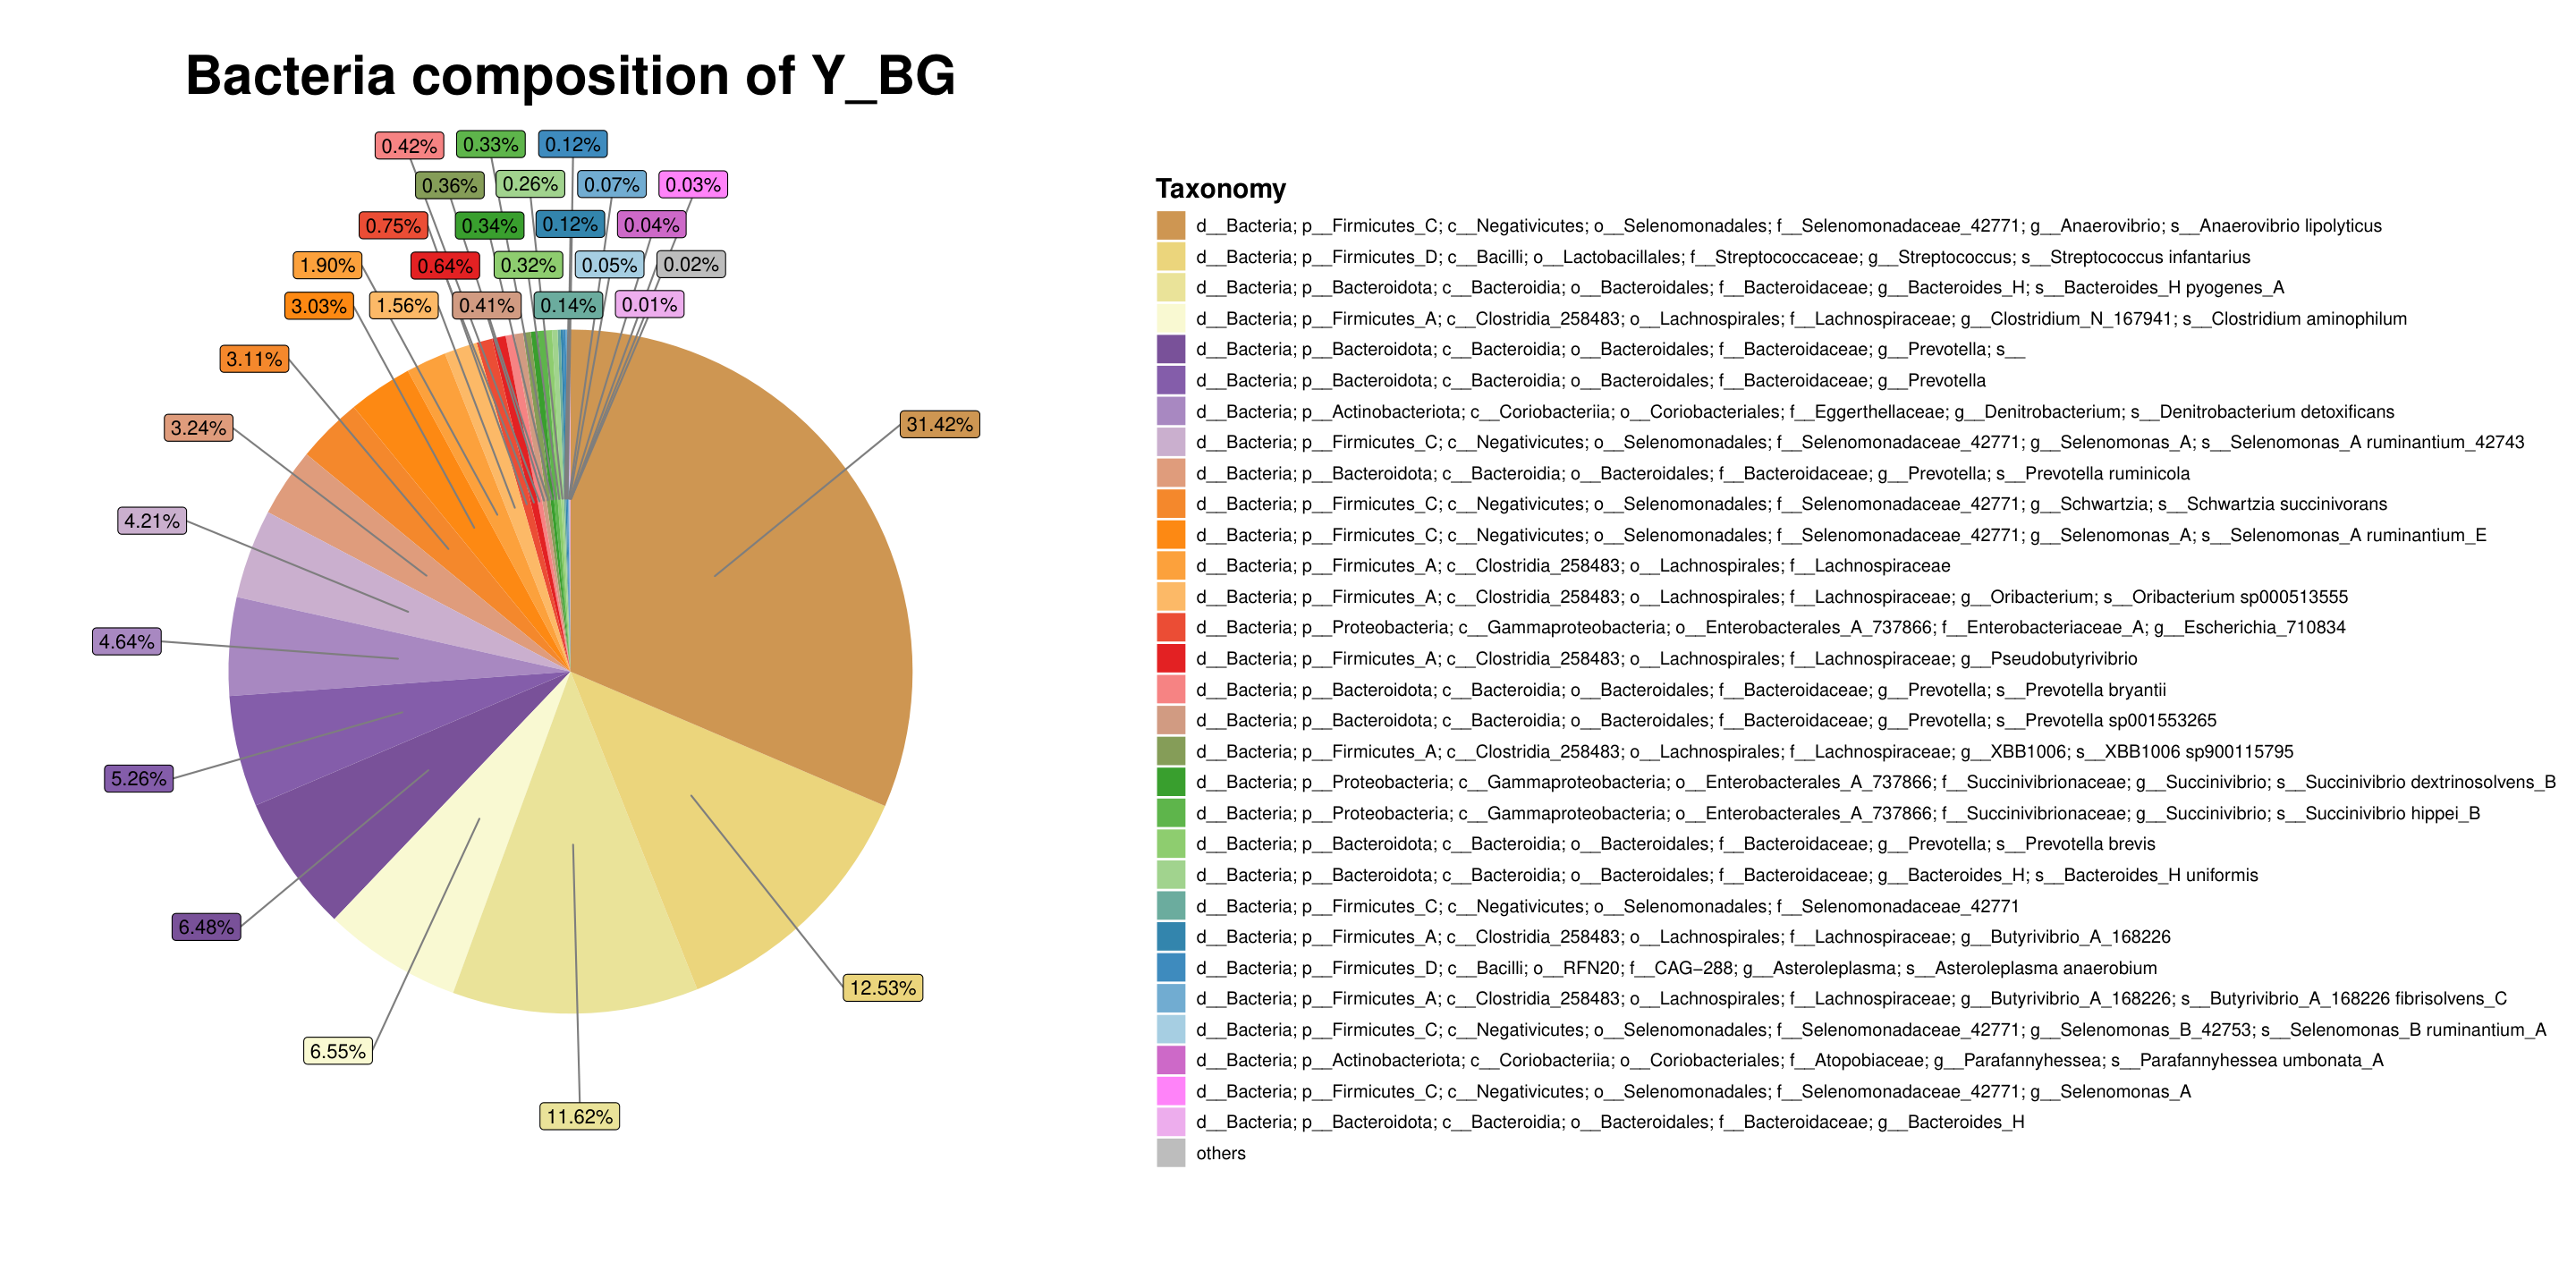 Bacteria composition of Y_BG
0.42%
0.33%
0.12%
0.36%
0.26%
0.07%
0.03%
0.75%
0.34%
0.12%
0.04%
1.90%
0.64%
0.32%
0.05%
0.02%
3.03%
1.56%
0.41%
0.14%
0.01%
3.11%
3.24%
31.42%
4.21%
4.64%
5.26%
6.48%
12.53%
6.55%
11.62%
Taxonomy
d__Bacteria; p__Firmicutes_C; c__Negativicutes; o__Selenomonadales; f__Selenomonadaceae_42771; g__Anaerovibrio; s__Anaerovibrio lipolyticus
d__Bacteria; p__Firmicutes_D; c__Bacilli; o__Lactobacillales; f__Streptococcaceae; g__Streptococcus; s__Streptococcus infantarius
d__Bacteria; p__Bacteroidota; c__Bacteroidia; o__Bacteroidales; f__Bacteroidaceae; g__Bacteroides_H; s__Bacteroides_H pyogenes_A
d__Bacteria; p__Firmicutes_A; c__Clostridia_258483; o__Lachnospirales; f__Lachnospiraceae; g__Clostridium_N_167941; s__Clostridium aminophilum
d__Bacteria; p__Bacteroidota; c__Bacteroidia; o__Bacteroidales; f__Bacteroidaceae; g__Prevotella; s__
d__Bacteria; p__Bacteroidota; c__Bacteroidia; o__Bacteroidales; f__Bacteroidaceae; g__Prevotella
d__Bacteria; p__Actinobacteriota; c__Coriobacteriia; o__Coriobacteriales; f__Eggerthellaceae; g__Denitrobacterium; s__Denitrobacterium detoxificans
d__Bacteria; p__Firmicutes_C; c__Negativicutes; o__Selenomonadales; f__Selenomonadaceae_42771; g__Selenomonas_A; s__Selenomonas_A ruminantium_42743
d__Bacteria; p__Bacteroidota; c__Bacteroidia; o__Bacteroidales; f__Bacteroidaceae; g__Prevotella; s__Prevotella ruminicola
d__Bacteria; p__Firmicutes_C; c__Negativicutes; o__Selenomonadales; f__Selenomonadaceae_42771; g__Schwartzia; s__Schwartzia succinivorans
d__Bacteria; p__Firmicutes_C; c__Negativicutes; o__Selenomonadales; f__Selenomonadaceae_42771; g__Selenomonas_A; s__Selenomonas_A ruminantium_E
d__Bacteria; p__Firmicutes_A; c__Clostridia_258483; o__Lachnospirales; f__Lachnospiraceae
d__Bacteria; p__Firmicutes_A; c__Clostridia_258483; o__Lachnospirales; f__Lachnospiraceae; g__Oribacterium; s__Oribacterium sp000513555
d__Bacteria; p__Proteobacteria; c__Gammaproteobacteria; o__Enterobacterales_A_737866; f__Enterobacteriaceae_A; g__Escherichia_710834
d__Bacteria; p__Firmicutes_A; c__Clostridia_258483; o__Lachnospirales; f__Lachnospiraceae; g__Pseudobutyrivibrio
d__Bacteria; p__Bacteroidota; c__Bacteroidia; o__Bacteroidales; f__Bacteroidaceae; g__Prevotella; s__Prevotella bryantii
d__Bacteria; p__Bacteroidota; c__Bacteroidia; o__Bacteroidales; f__Bacteroidaceae; g__Prevotella; s__Prevotella sp001553265
d__Bacteria; p__Firmicutes_A; c__Clostridia_258483; o__Lachnospirales; f__Lachnospiraceae; g__XBB1006; s__XBB1006 sp900115795
d__Bacteria; p__Proteobacteria; c__Gammaproteobacteria; o__Enterobacterales_A_737866; f__Succinivibrionaceae; g__Succinivibrio; s__Succinivibrio dextrinosolvens_B
d__Bacteria; p__Proteobacteria; c__Gammaproteobacteria; o__Enterobacterales_A_737866; f__Succinivibrionaceae; g__Succinivibrio; s__Succinivibrio hippei_B
d__Bacteria; p__Bacteroidota; c__Bacteroidia; o__Bacteroidales; f__Bacteroidaceae; g__Prevotella; s__Prevotella brevis
d__Bacteria; p__Bacteroidota; c__Bacteroidia; o__Bacteroidales; f__Bacteroidaceae; g__Bacteroides_H; s__Bacteroides_H uniformis
d__Bacteria; p__Firmicutes_C; c__Negativicutes; o__Selenomonadales; f__Selenomonadaceae_42771
d__Bacteria; p__Firmicutes_A; c__Clostridia_258483; o__Lachnospirales; f__Lachnospiraceae; g__Butyrivibrio_A_168226
d__Bacteria; p__Firmicutes_D; c__Bacilli; o__RFN20; f__CAG−288; g__Asteroleplasma; s__Asteroleplasma anaerobium
d__Bacteria; p__Firmicutes_A; c__Clostridia_258483; o__Lachnospirales; f__Lachnospiraceae; g__Butyrivibrio_A_168226; s__Butyrivibrio_A_168226 fibrisolvens_C
d__Bacteria; p__Firmicutes_C; c__Negativicutes; o__Selenomonadales; f__Selenomonadaceae_42771; g__Selenomonas_B_42753; s__Selenomonas_B ruminantium_A
d__Bacteria; p__Actinobacteriota; c__Coriobacteriia; o__Coriobacteriales; f__Atopobiaceae; g__Parafannyhessea; s__Parafannyhessea umbonata_A
d__Bacteria; p__Firmicutes_C; c__Negativicutes; o__Selenomonadales; f__Selenomonadaceae_42771; g__Selenomonas_A
d__Bacteria; p__Bacteroidota; c__Bacteroidia; o__Bacteroidales; f__Bacteroidaceae; g__Bacteroides_H
others